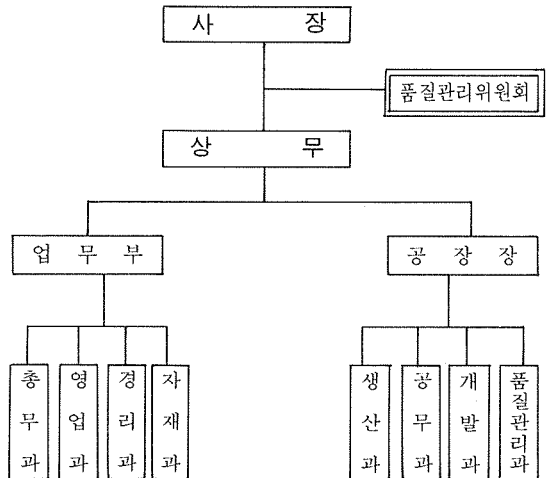 사 장
품질관리위원회
상 무
업 무 부
공 장 장
총무과
영업과
경리과
자재과
생산과
공무과
개발과
품질관리과